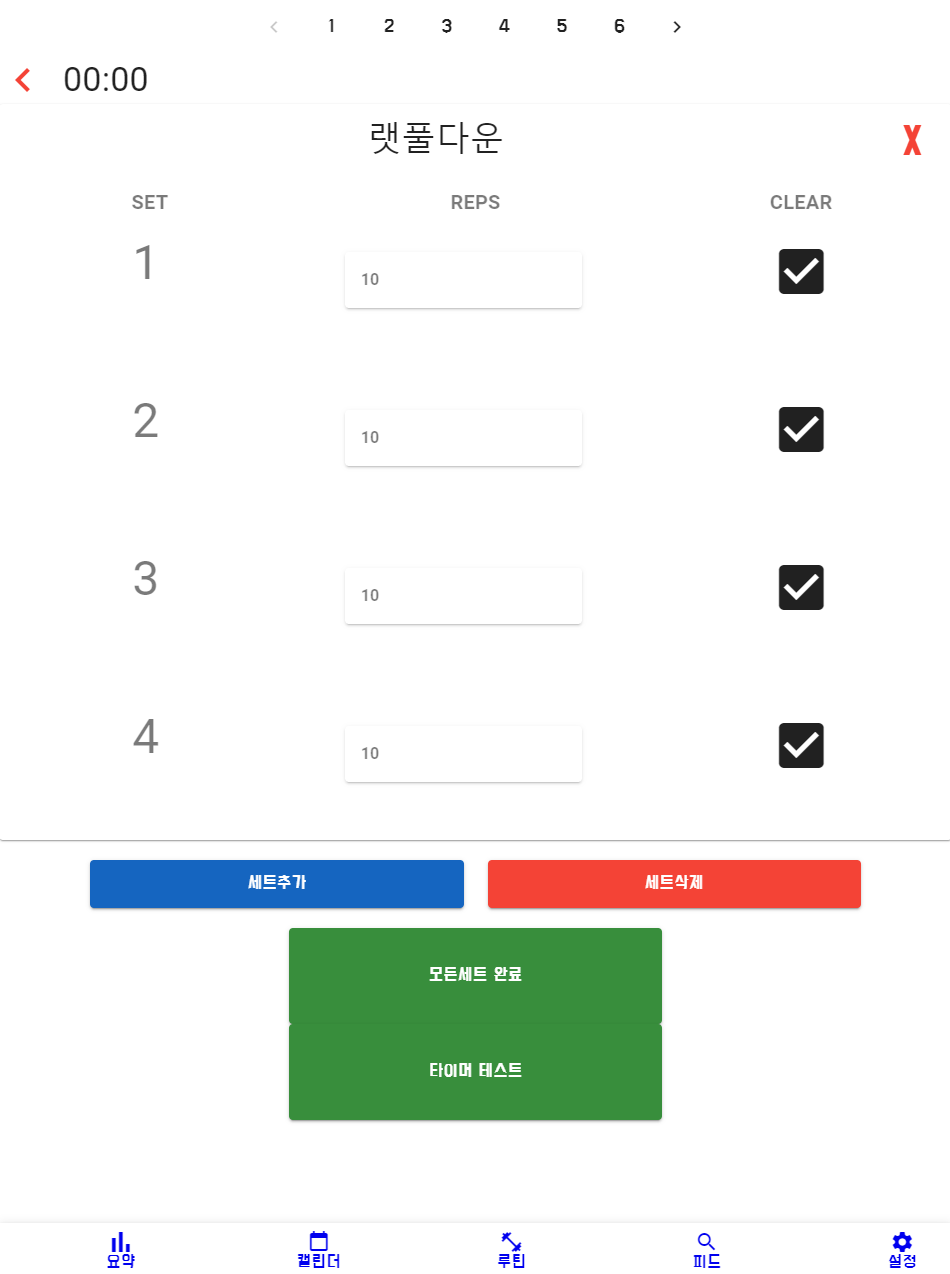 1 2 3 4 5 6
00:00
랫풀다운
X
SET REPS CLEAR
1 10
2 10
3 10
4 10
세트추가 세트삭제
모든세트 완료
타이머 테스트
요약 캘린더 루틴 피드 설정